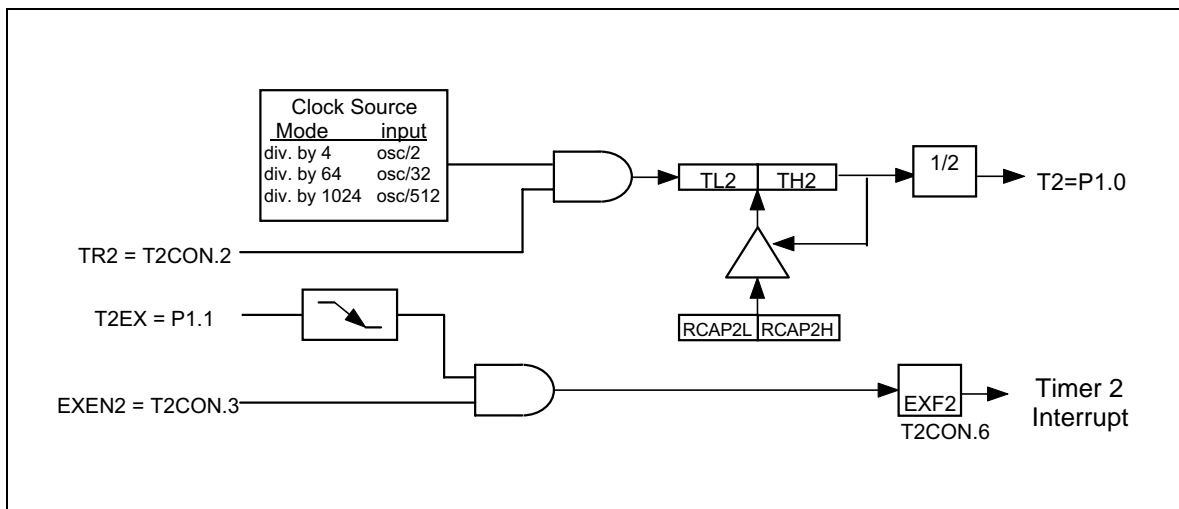 Clock Source
Mode input
div. by 4 osc/2
div. by 64 osc/32
div. by 1024 osc/512
TL2 TH2
1/2
T2=P1.0
TR2 = T2CON.2
T2EX = P1.1
RCAP2L RCAP2H
EXEN2 = T2CON.3
EXF2
T2CON.6
Timer 2
Interrupt